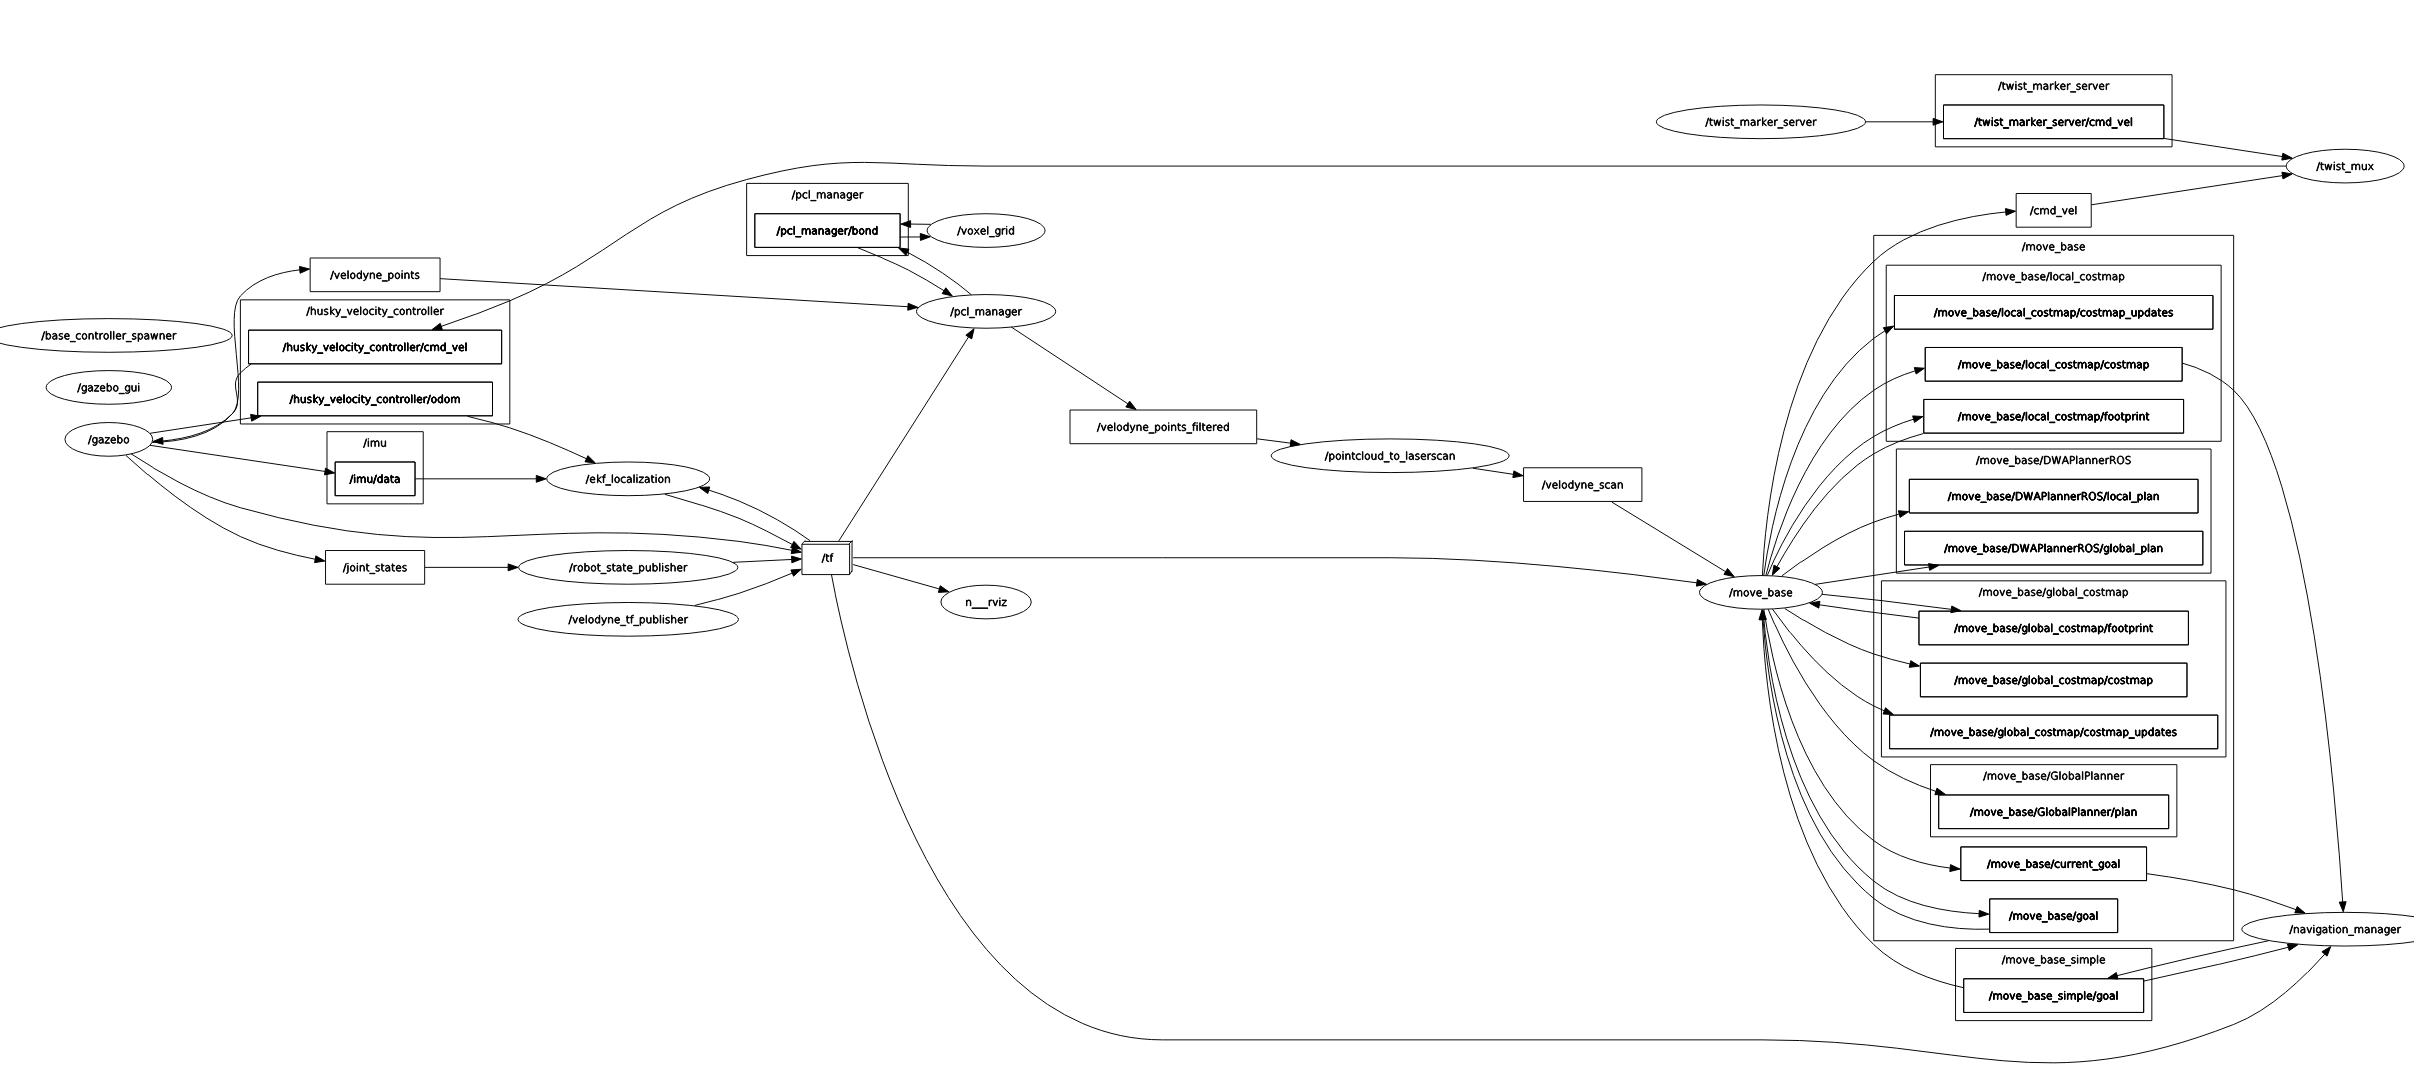 /twist_marker_server
/twist_marker_server
/twist_marker_server/cmd_vel
/twist_mux
/pcl_manager
/cmd_vel
/pcl_manager/bond
/voxel_grid
/move_base
/velodyne_points
/move_base/local_costmap
/husky_velocity_controller
/pcl_manager
/move_base/local_costmap/costmap_updates
/base_controller_spawner
/husky_velocity_controller/cmd_vel
/move_base/local_costmap/costmap
/gazebo_gui
/husky_velocity_controller/odom
/move_base/local_costmap/footprint
/velodyne_points_filtered
/gazebo
/imu
/pointcloud_to_laserscan
/move_base/DWAPlannerROS
/imu/data
/ekf_localization
/velodyne_scan
/move_base/DWAPlannerROS/local_plan
/move_base/DWAPlannerROS/global_plan
/tf
/joint_states
/robot_state_publisher
/move_base
/move_base/global_costmap
n___rviz
/velodyne_tf_publisher
/move_base/global_costmap/footprint
/move_base/global_costmap/costmap
/move_base/global_costmap/costmap_updates
/move_base/GlobalPlanner
/move_base/GlobalPlanner/plan
/move_base/current_goal
/move_base/goal
/navigation_manager
/move_base_simple
/move_base_simple/goal